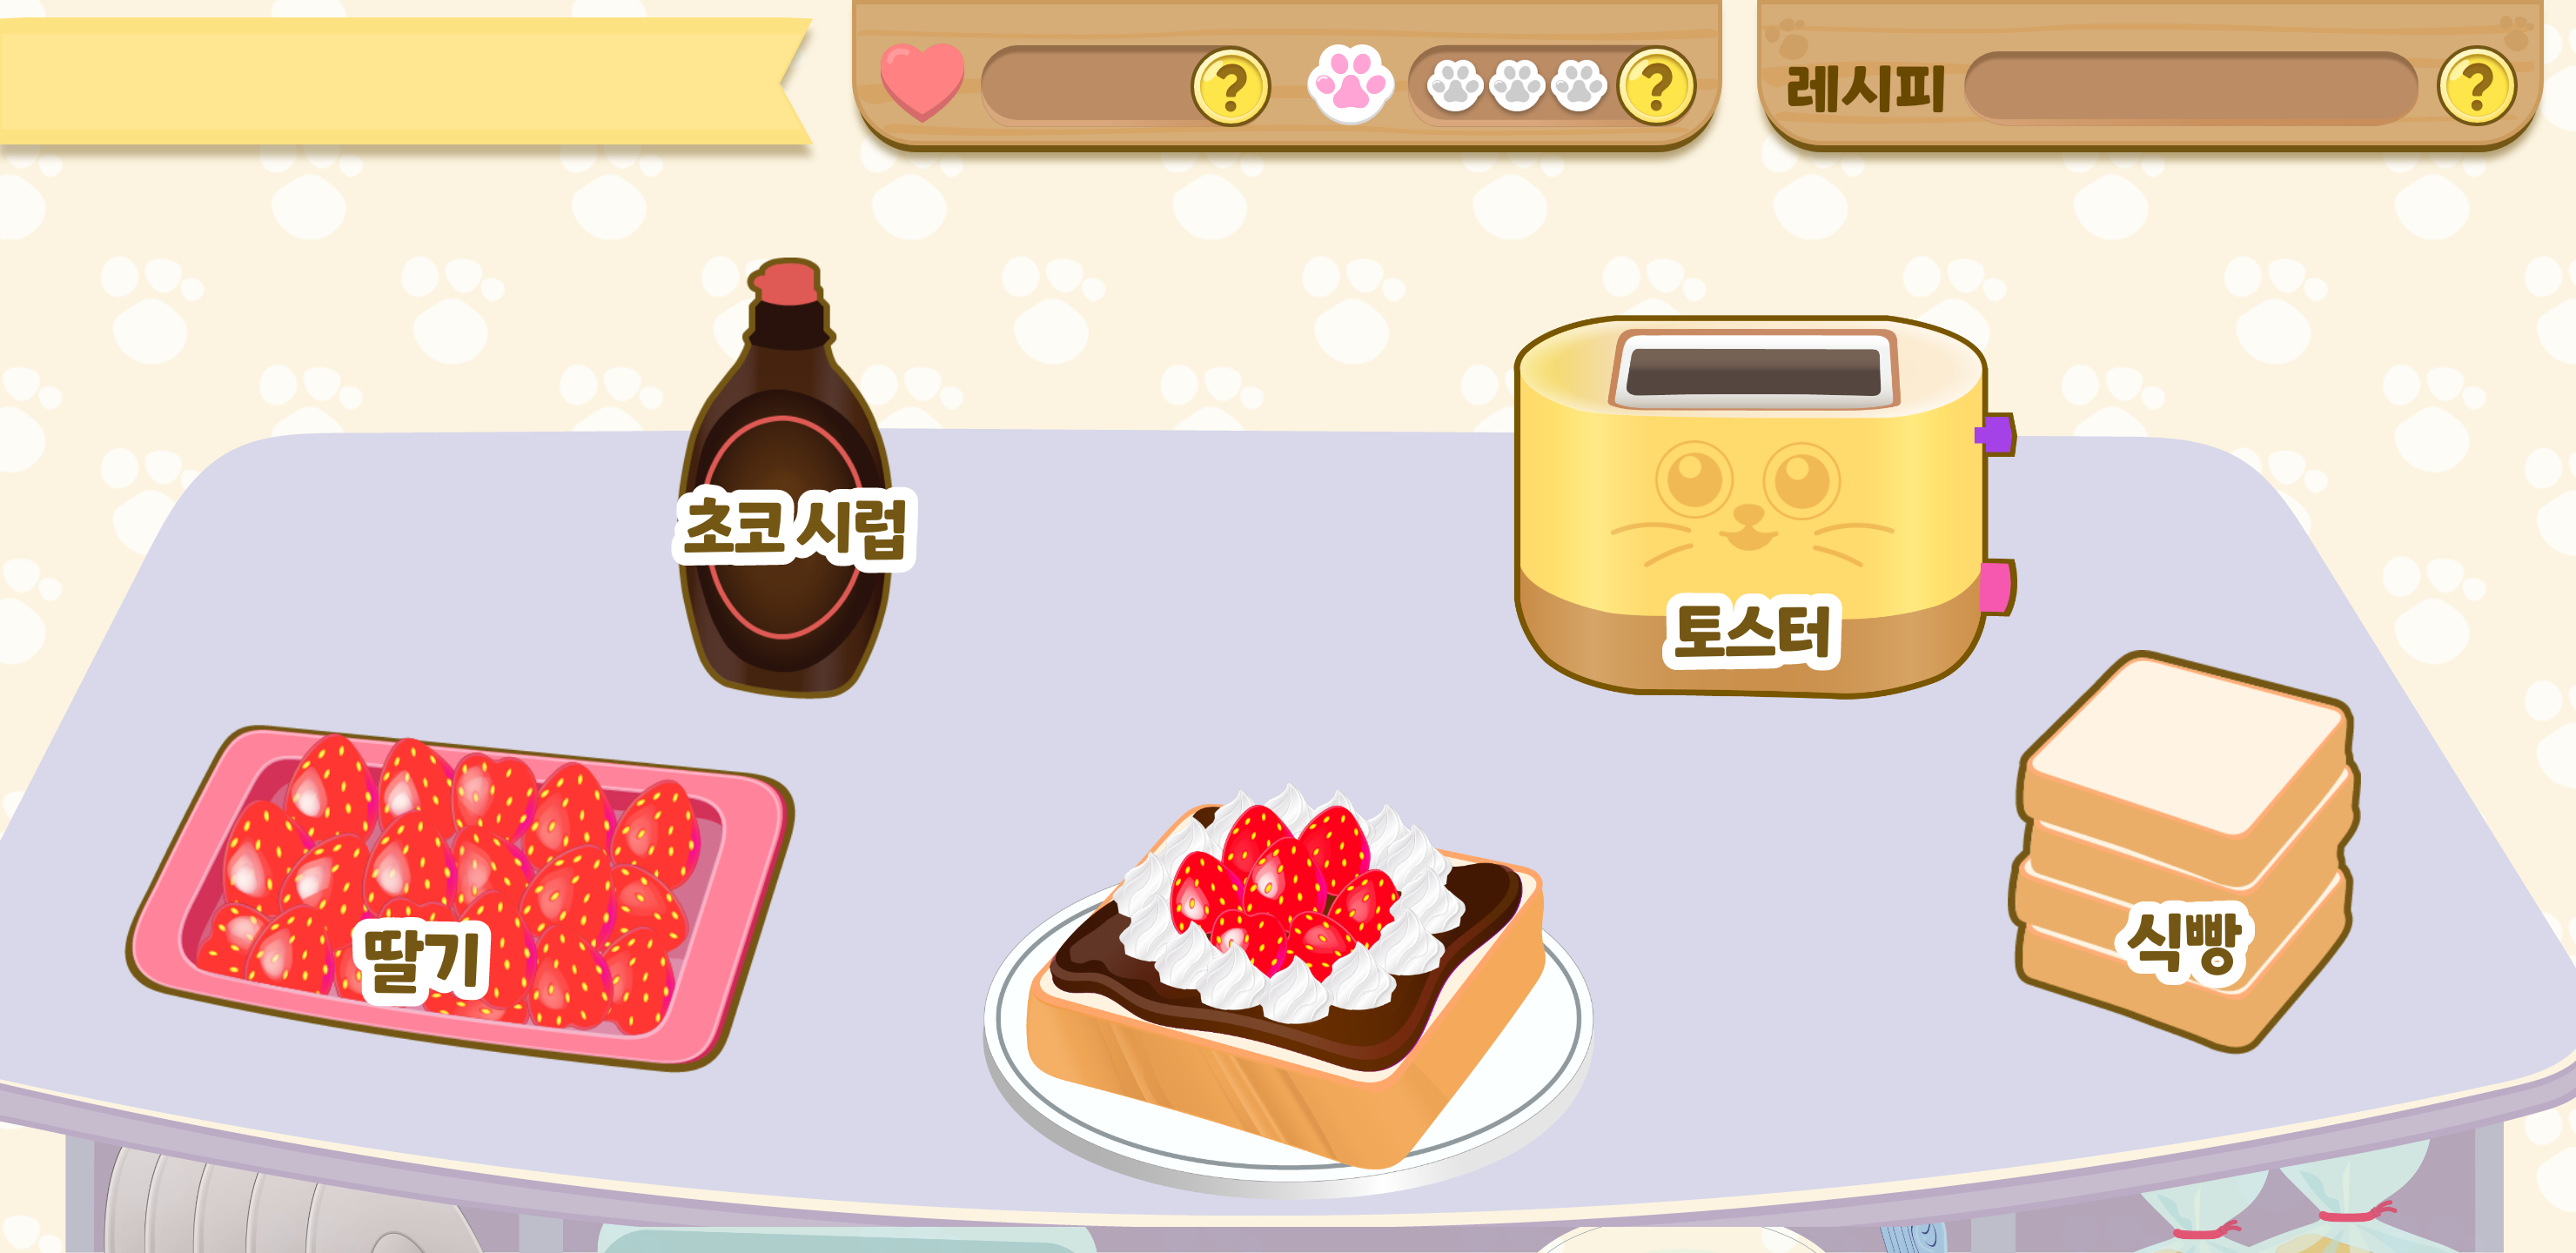 ? ? 레시피 ?
초코 시럽
토스터
딸기
식빵